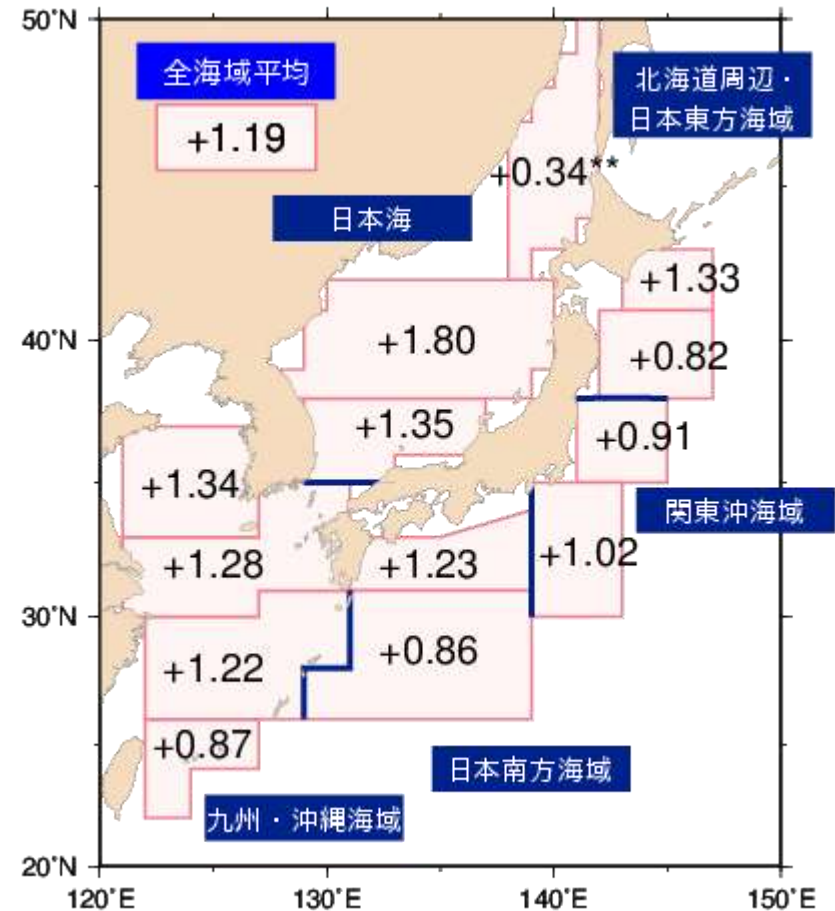 50°N
全海域平均
+1.19
北海道周辺・
日本東方海域
+0.34**
日本海
+1.33
40°N
+1.80
+0.82
+1.35
+0.91
+1.34
関東沖海域
+1.28
+1.23
+1.02
30°N
+1.22
+0.86
+0.87
日本南方海域
九州・沖縄海域
20°N
120°E
130°E
140°E
150°E